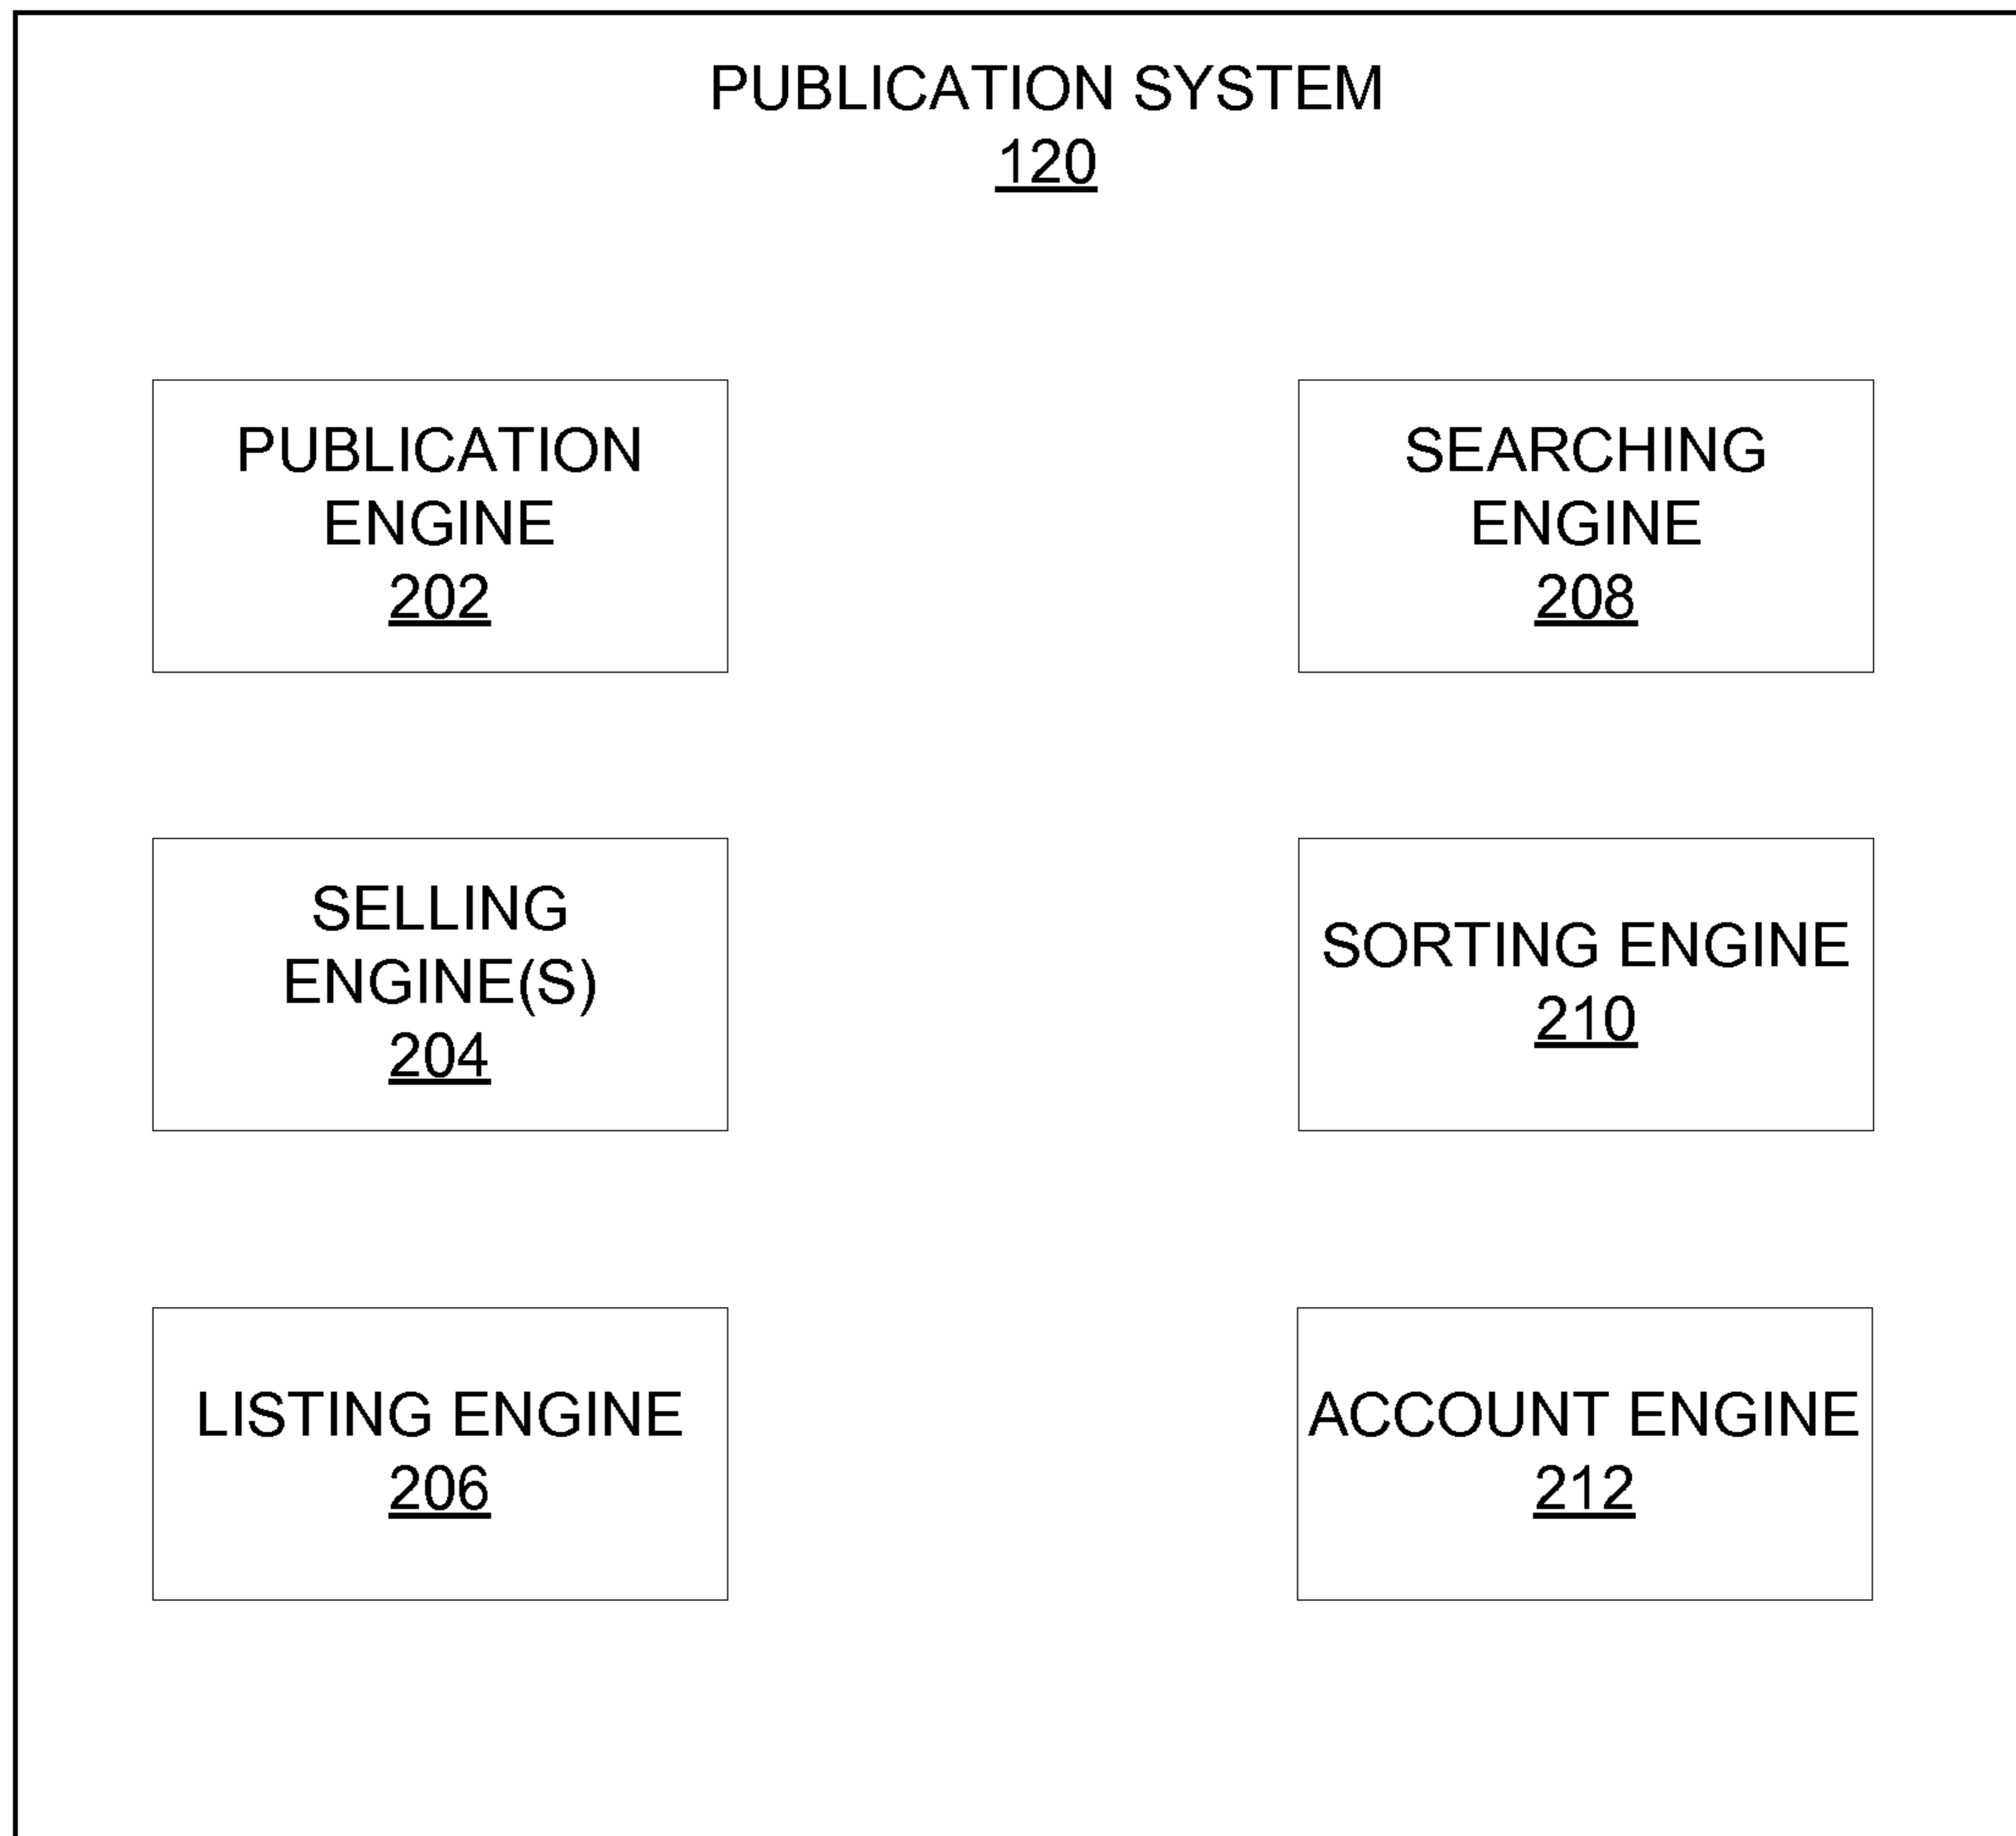 PUBLICATION SYSTEM
120
PUBLICATION
ENGINE
202
SEARCHING
ENGINE
208
SELLING
ENGINE(S)
204
SORTING ENGINE
210
LISTING ENGINE
206
ACCOUNT ENGINE
212